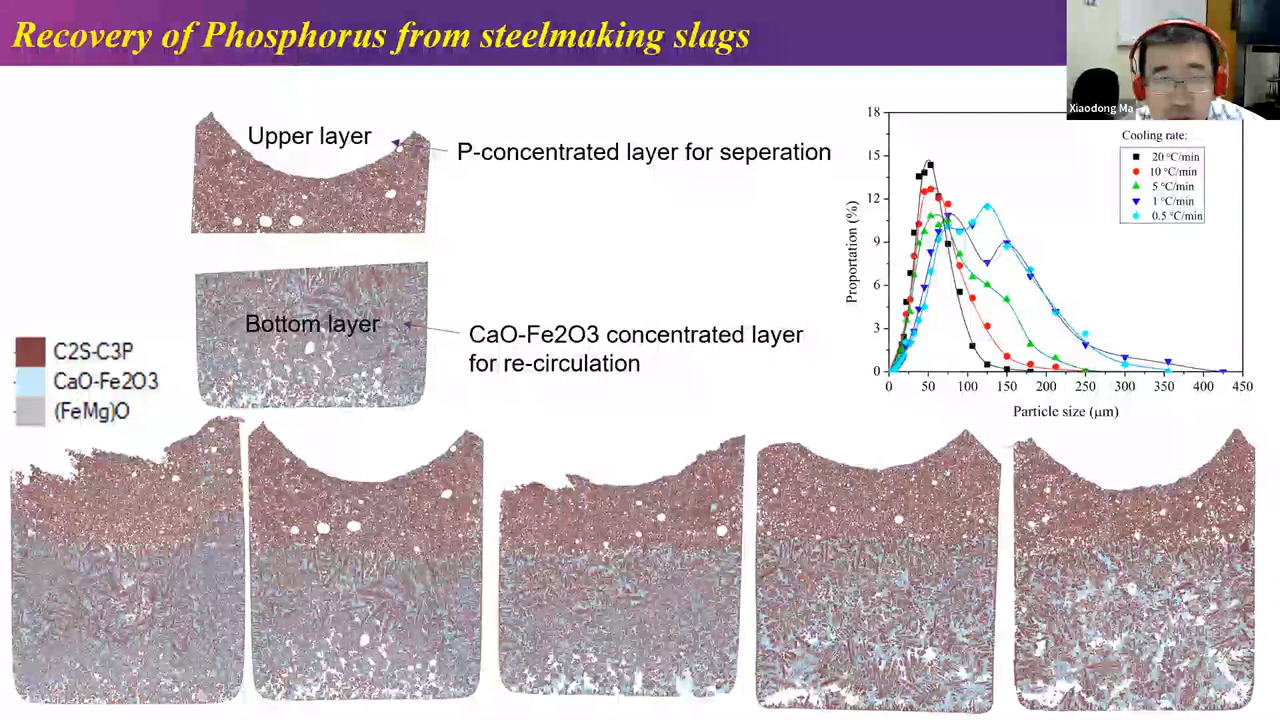 Recovery of Phosphorus from steelmaking slags
Xiaodong Ma
Upper layer
P-concentrated layer for seperation
Bottom layer
CaO-Fe2O3 concentrated layer
for re-circulation
C2S-C3P
CaO-Fe2O3
(FeMg)O
Cooling rate:
20 °C/min
10 °C/min
5 °C/min
1 °C/min
0.5 °C/min
Proportation (%)
18
15
12
9
6
3
0
0 50 100 150 200 250 300 350 400 450
Particle size (μm)